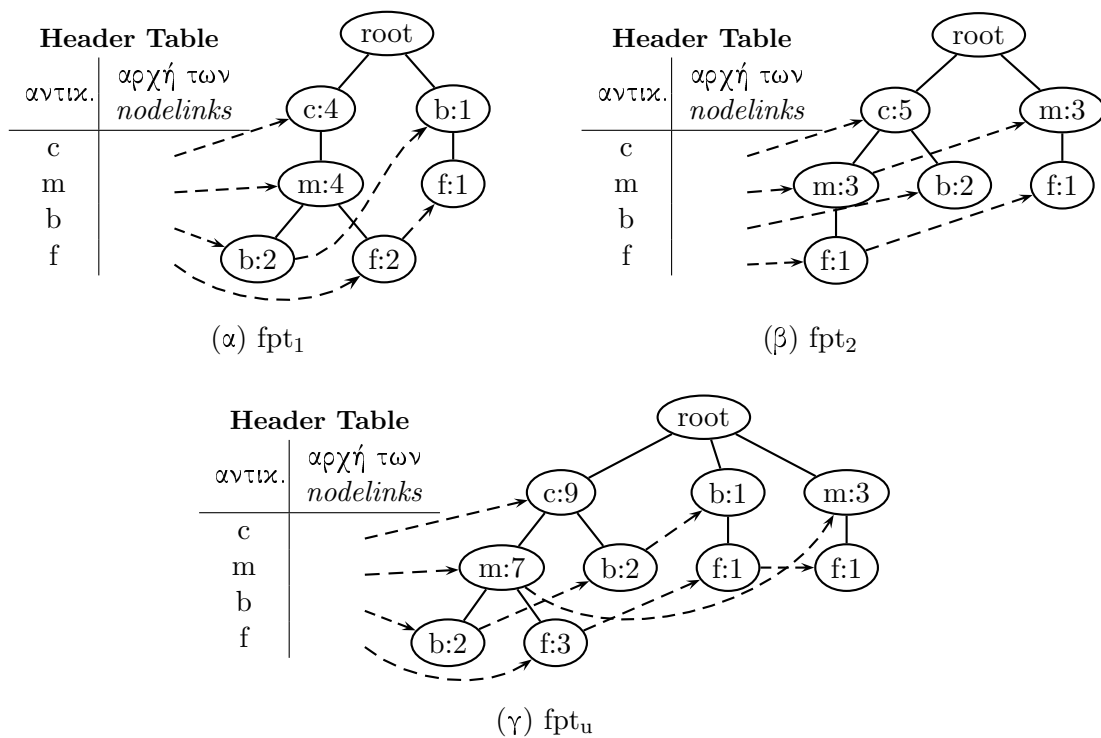 Header Table
αντικ.
αρχή των
nodelinks
c
m
b
f
root
c:4
b:1
m:4
f:1
b:2
f:2
(α) fpt1
Header Table
αντικ.
αρχή των
nodelinks
c
m
b
f
root
c:5
m:3
m:3
b:2
f:1
f:1
(β) fpt2
Header Table
αντικ.
αρχή των
nodelinks
c
m
b
f
root
c:9
b:1
m:3
m:7
b:2
f:1
f:1
b:2
f:3
(γ) fptu